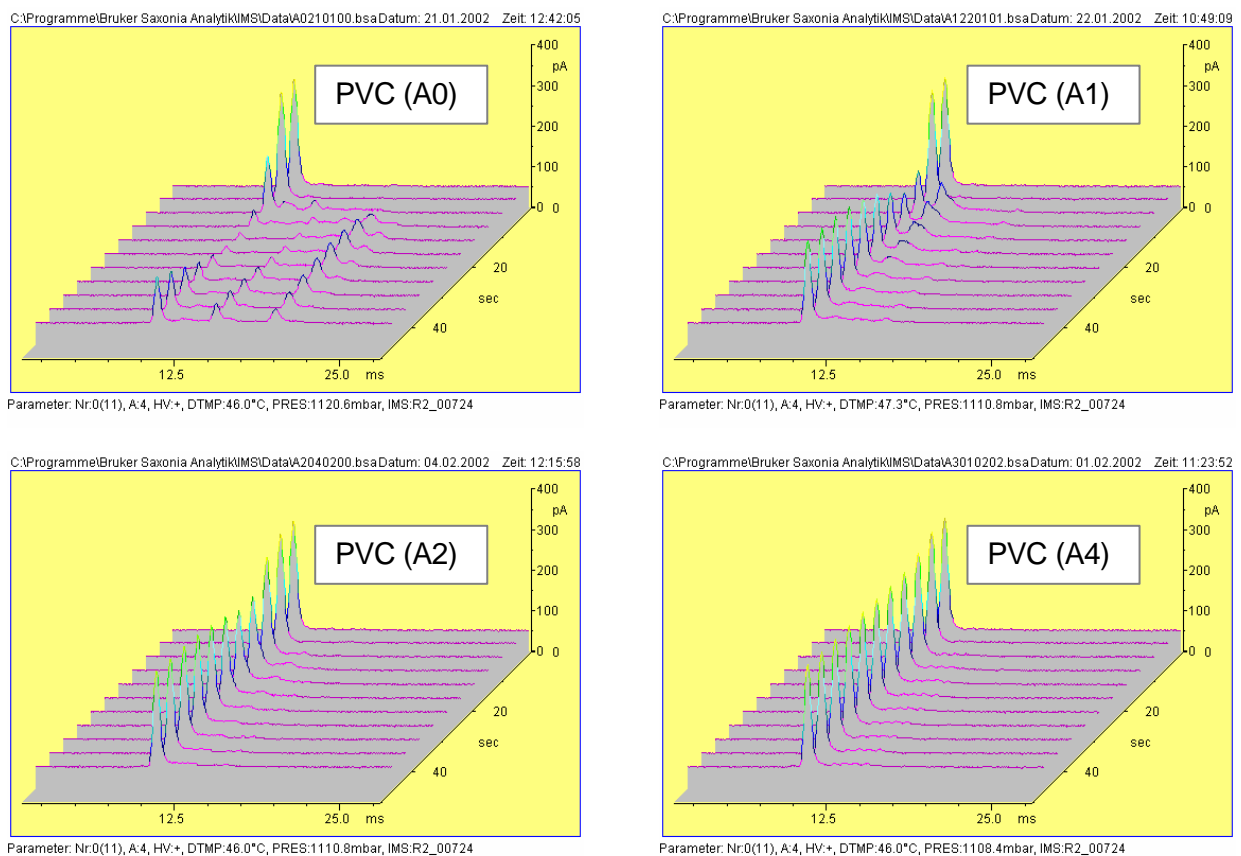 C:\Programme\Bruker Saxonia Analytik\IMS\Data\A0210100.bsa Datum: 21.01.2002 Zeit: 12:42:05
400
pA
PVC (A0)
300
200
100
0 0
20
sec
40
12.5 25.0 ms
Parameter: Nr:0(11), A:4, HV:+, DTMP:46.0°C, PRES:1120.6mbar, IMS:R2_00724
C:\Programme\Bruker Saxonia Analytik\IMS\Data\A1220101.bsa Datum: 22.01.2002 Zeit: 10:49:09
400
pA
PVC (A1)
300
200
100
0 0
20
sec
40
12.5 25.0 ms
Parameter: Nr:0(11), A:4, HV:+, DTMP:47.3°C, PRES:1110.8mbar, IMS:R2_00724
C:\Programme\Bruker Saxonia Analytik\IMS\Data\A2040200.bsa Datum: 04.02.2002 Zeit: 12:15:58
400
pA
PVC (A2)
300
200
100
0 0
20
sec
40
12.5 25.0 ms
Parameter: Nr:0(11), A:4, HV:+, DTMP:46.0°C, PRES:1110.8mbar, IMS:R2_00724
C:\Programme\Bruker Saxonia Analytik\IMS\Data\A3010202.bsa Datum: 01.02.2002 Zeit: 11:23:52
400
pA
PVC (A4)
300
200
100
0 0
20
sec
40
12.5 25.0 ms
Parameter: Nr:0(11), A:4, HV:+, DTMP:46.0°C, PRES:1108.4mbar, IMS:R2_00724